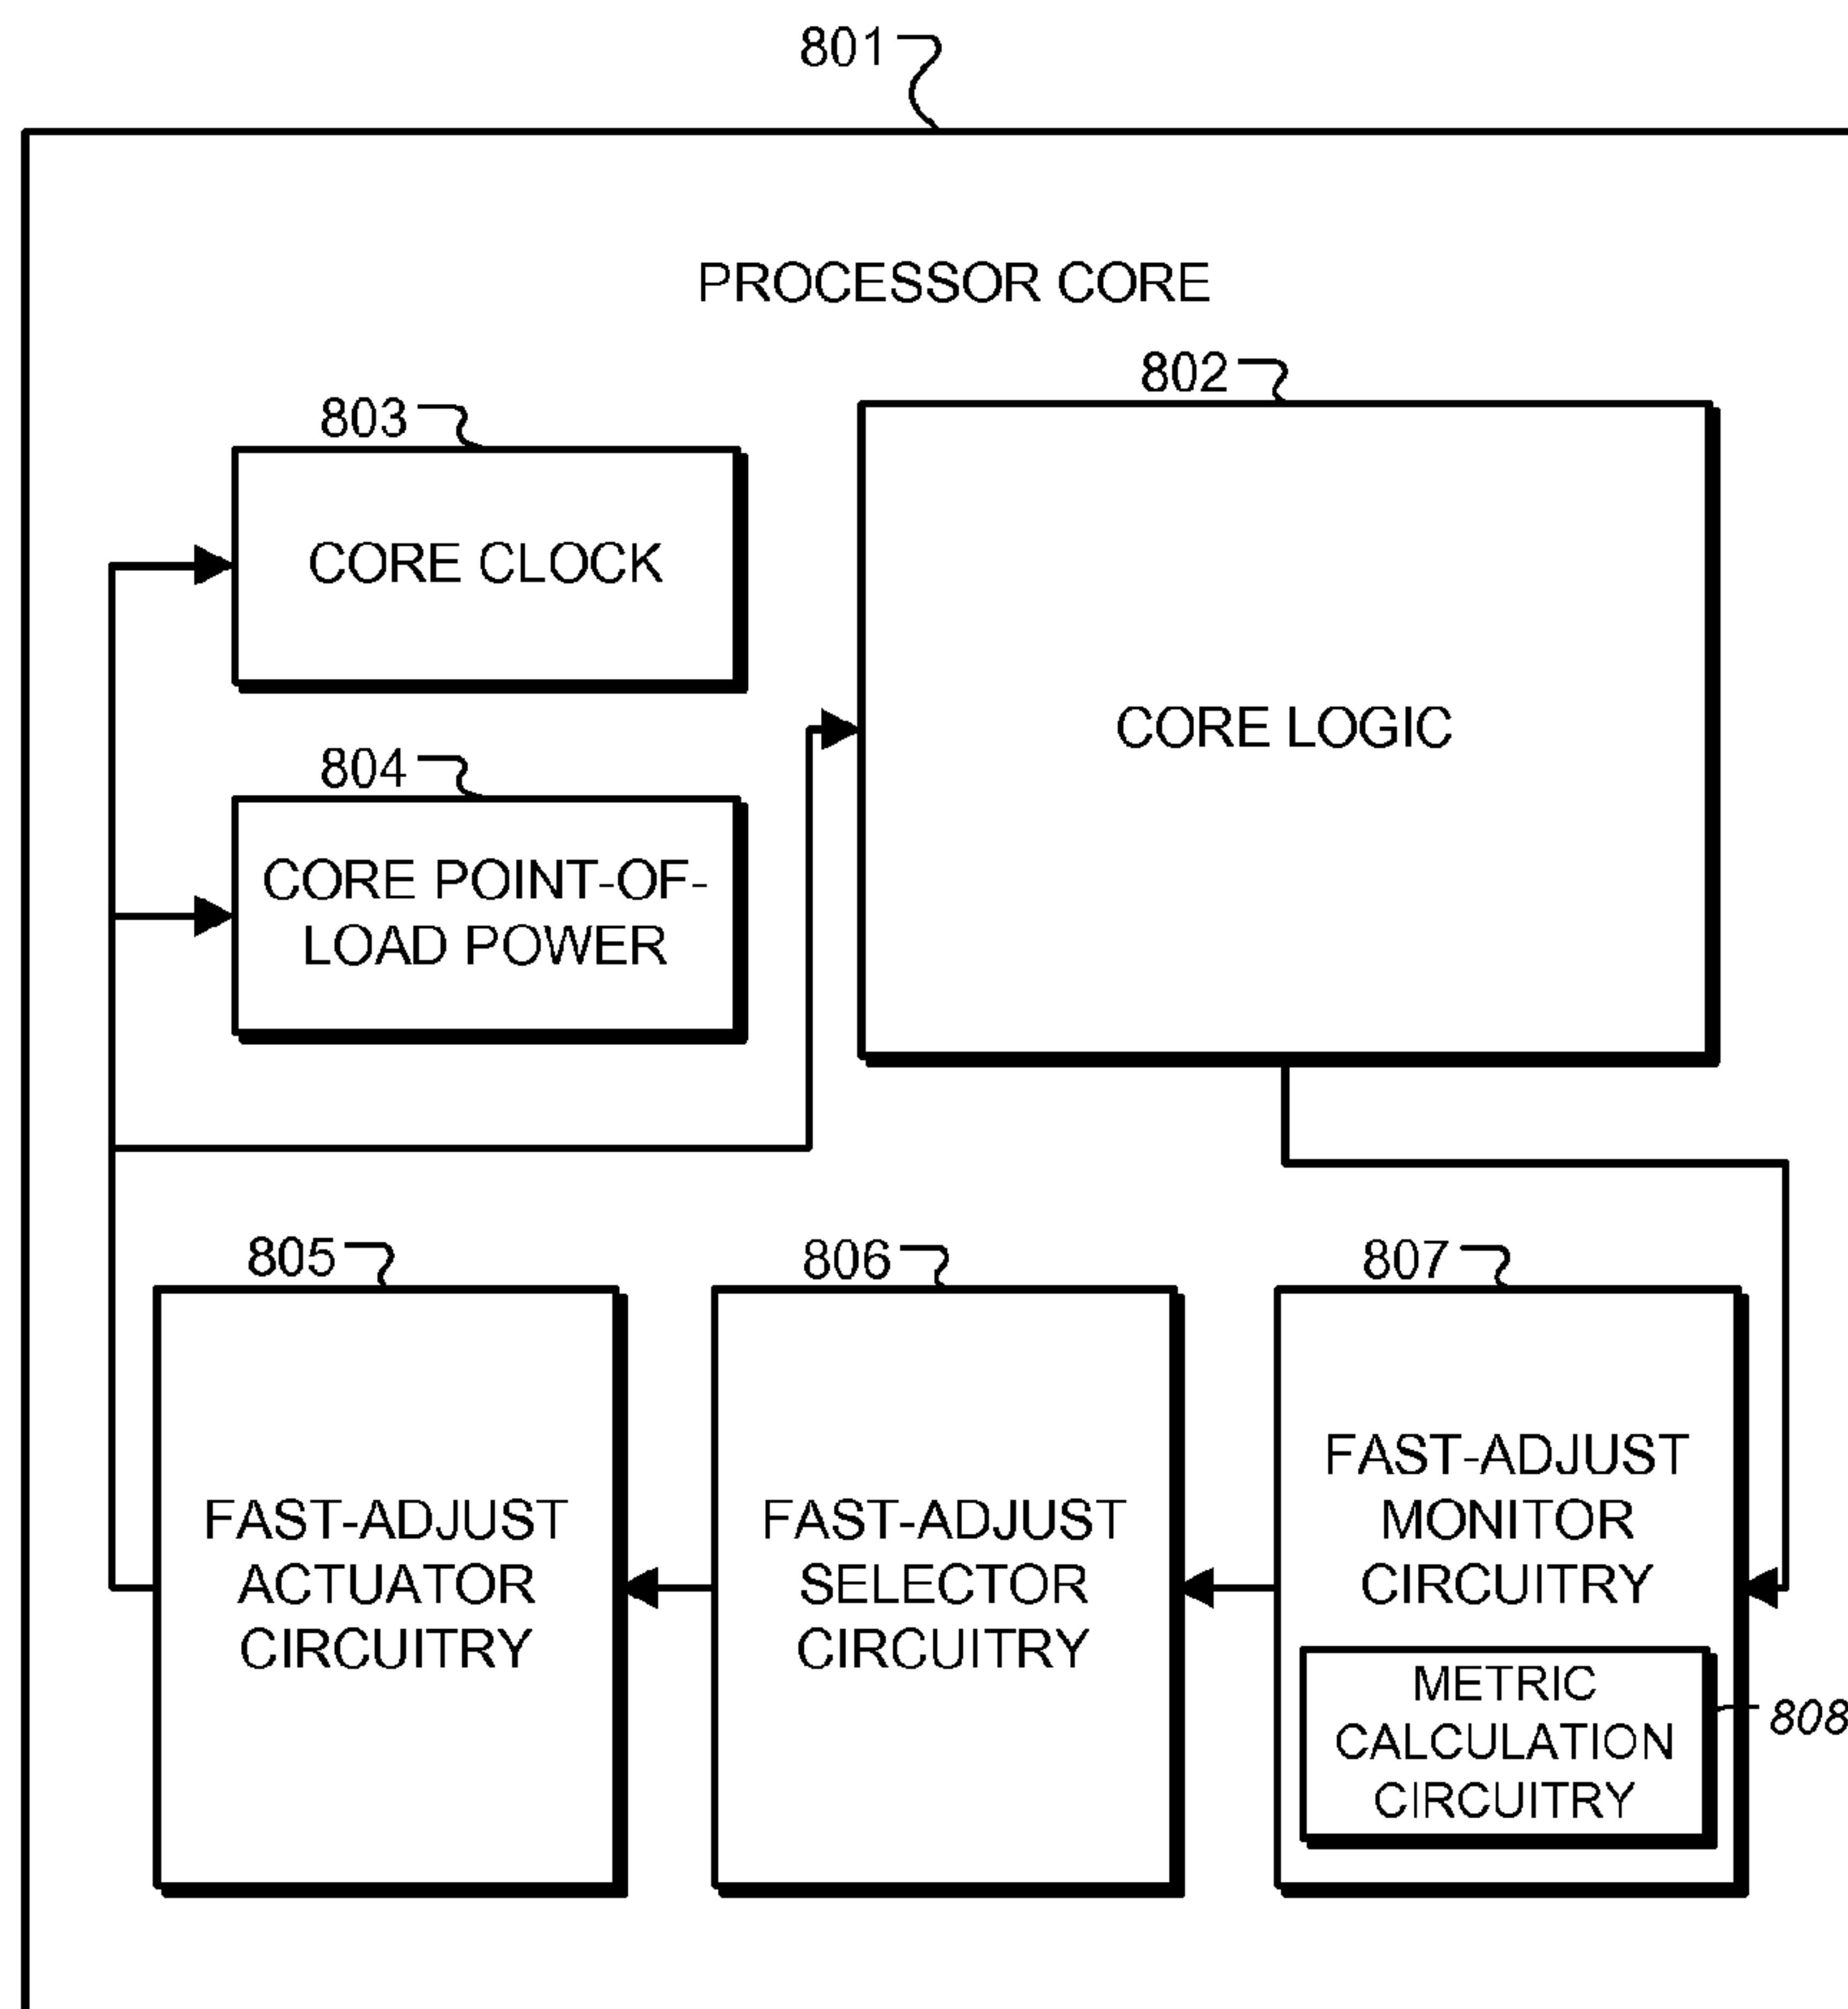 801
PROCESSOR CORE
802
803
CORE CLOCK
CORE LOGIC
804
CORE POINT-OF-
LOAD POWER
805
806
807
FAST-ADJUST
ACTUATOR
CIRCUITRY
FAST-ADJUST
SELECTOR
CIRCUITRY
FAST-ADJUST
MONITOR
CIRCUITRY
METRIC
CALCULATION
CIRCUITRY
808